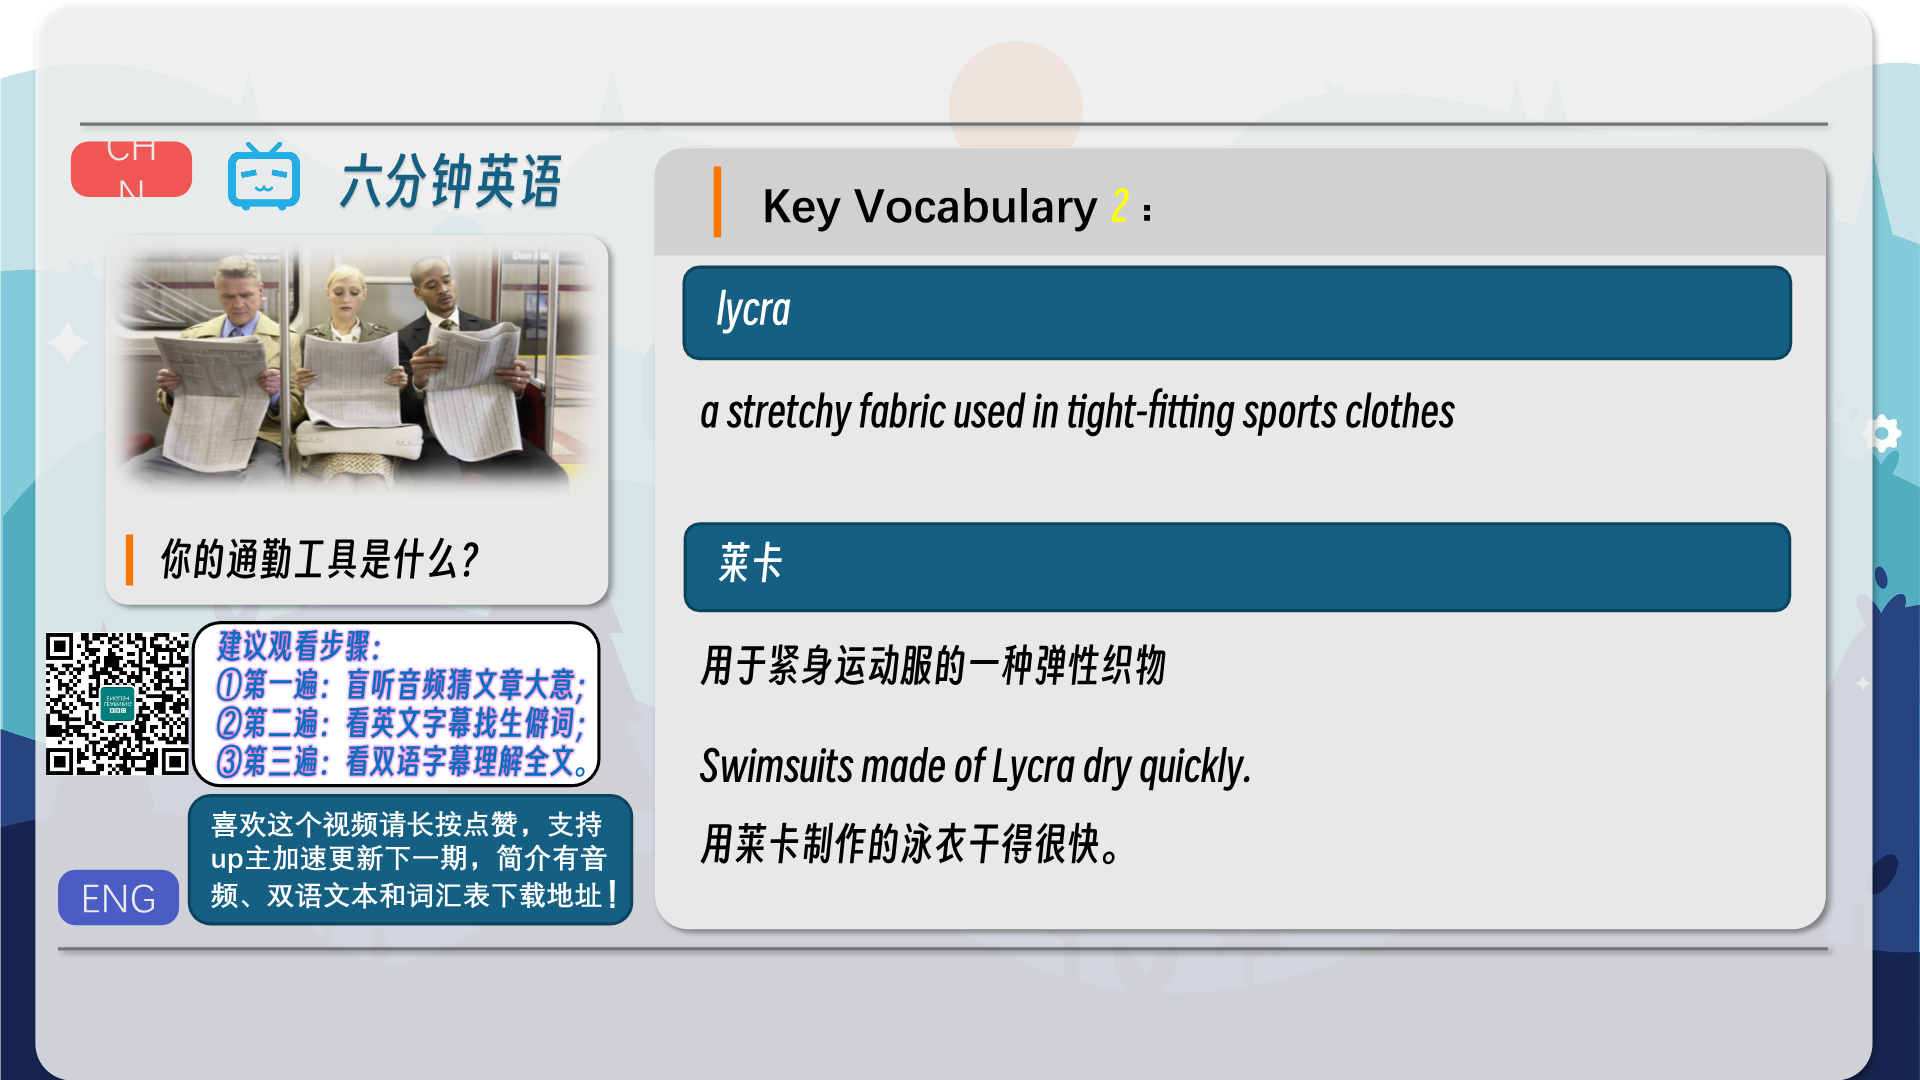 CH
N
六分钟英语
你的通勤工具是什么?
建议观看步骤:
①第一遍: 盲听音频猜文章大意;
②第二遍: 看英文字幕找生僻词;
③第三遍: 看双语字幕理解全文。
喜欢这个视频请长按点赞，支持
up主加速更新下一期，简介有音
频、双语文本和词汇表下载地址！
ENG
Key Vocabulary 2：
lycra
a stretchy fabric used in tight-fitting sports clothes
莱卡
用于紧身运动服的一种弹性织物
Swimsuits made of Lycra dry quickly.
用莱卡制作的泳衣干得很快。